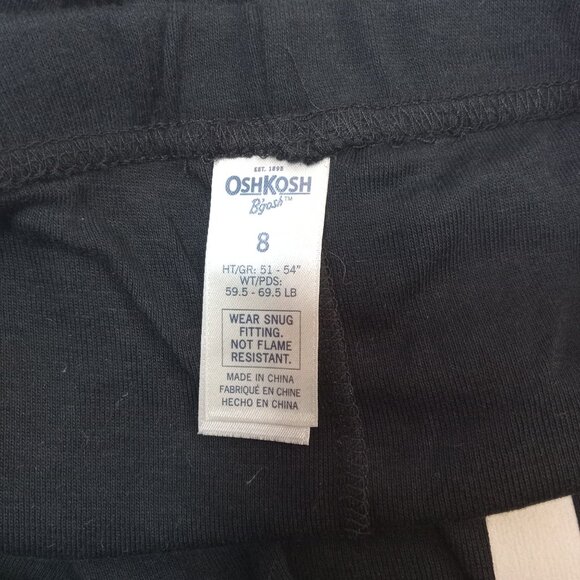 EST. 1895
OSHKOSH
B'gosh™
8
HT/GR: 51 - 54"
WT/PDS:
59.5 - 69.5 LB
WEAR SNUG
FITTING.
NOT FLAME
RESISTANT.
MADE IN CHINA
FABRIQUÉ EN CHINE
HECHO EN CHINA